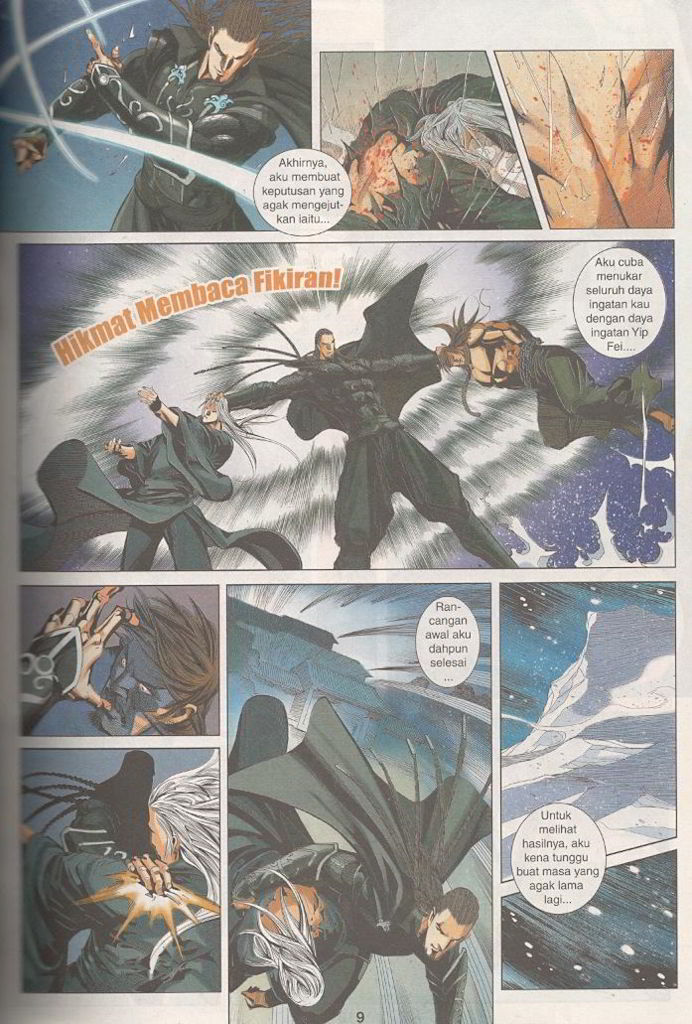 Akhirnya,
aku membuat
keputusan yang
agak mengejut-
kan iaitu...
Hikmat Membaca Fikiran!
Aku cuba
menukar
seluruh daya
ingatan kau
dengan daya
ingatan Yip
Fei....
Ran-
cangan
awal aku
dahpun
selesai
...
Untuk
melihat
hasilnya, aku
kena tunggu
buat masa yang
agak lama
lagi...
9